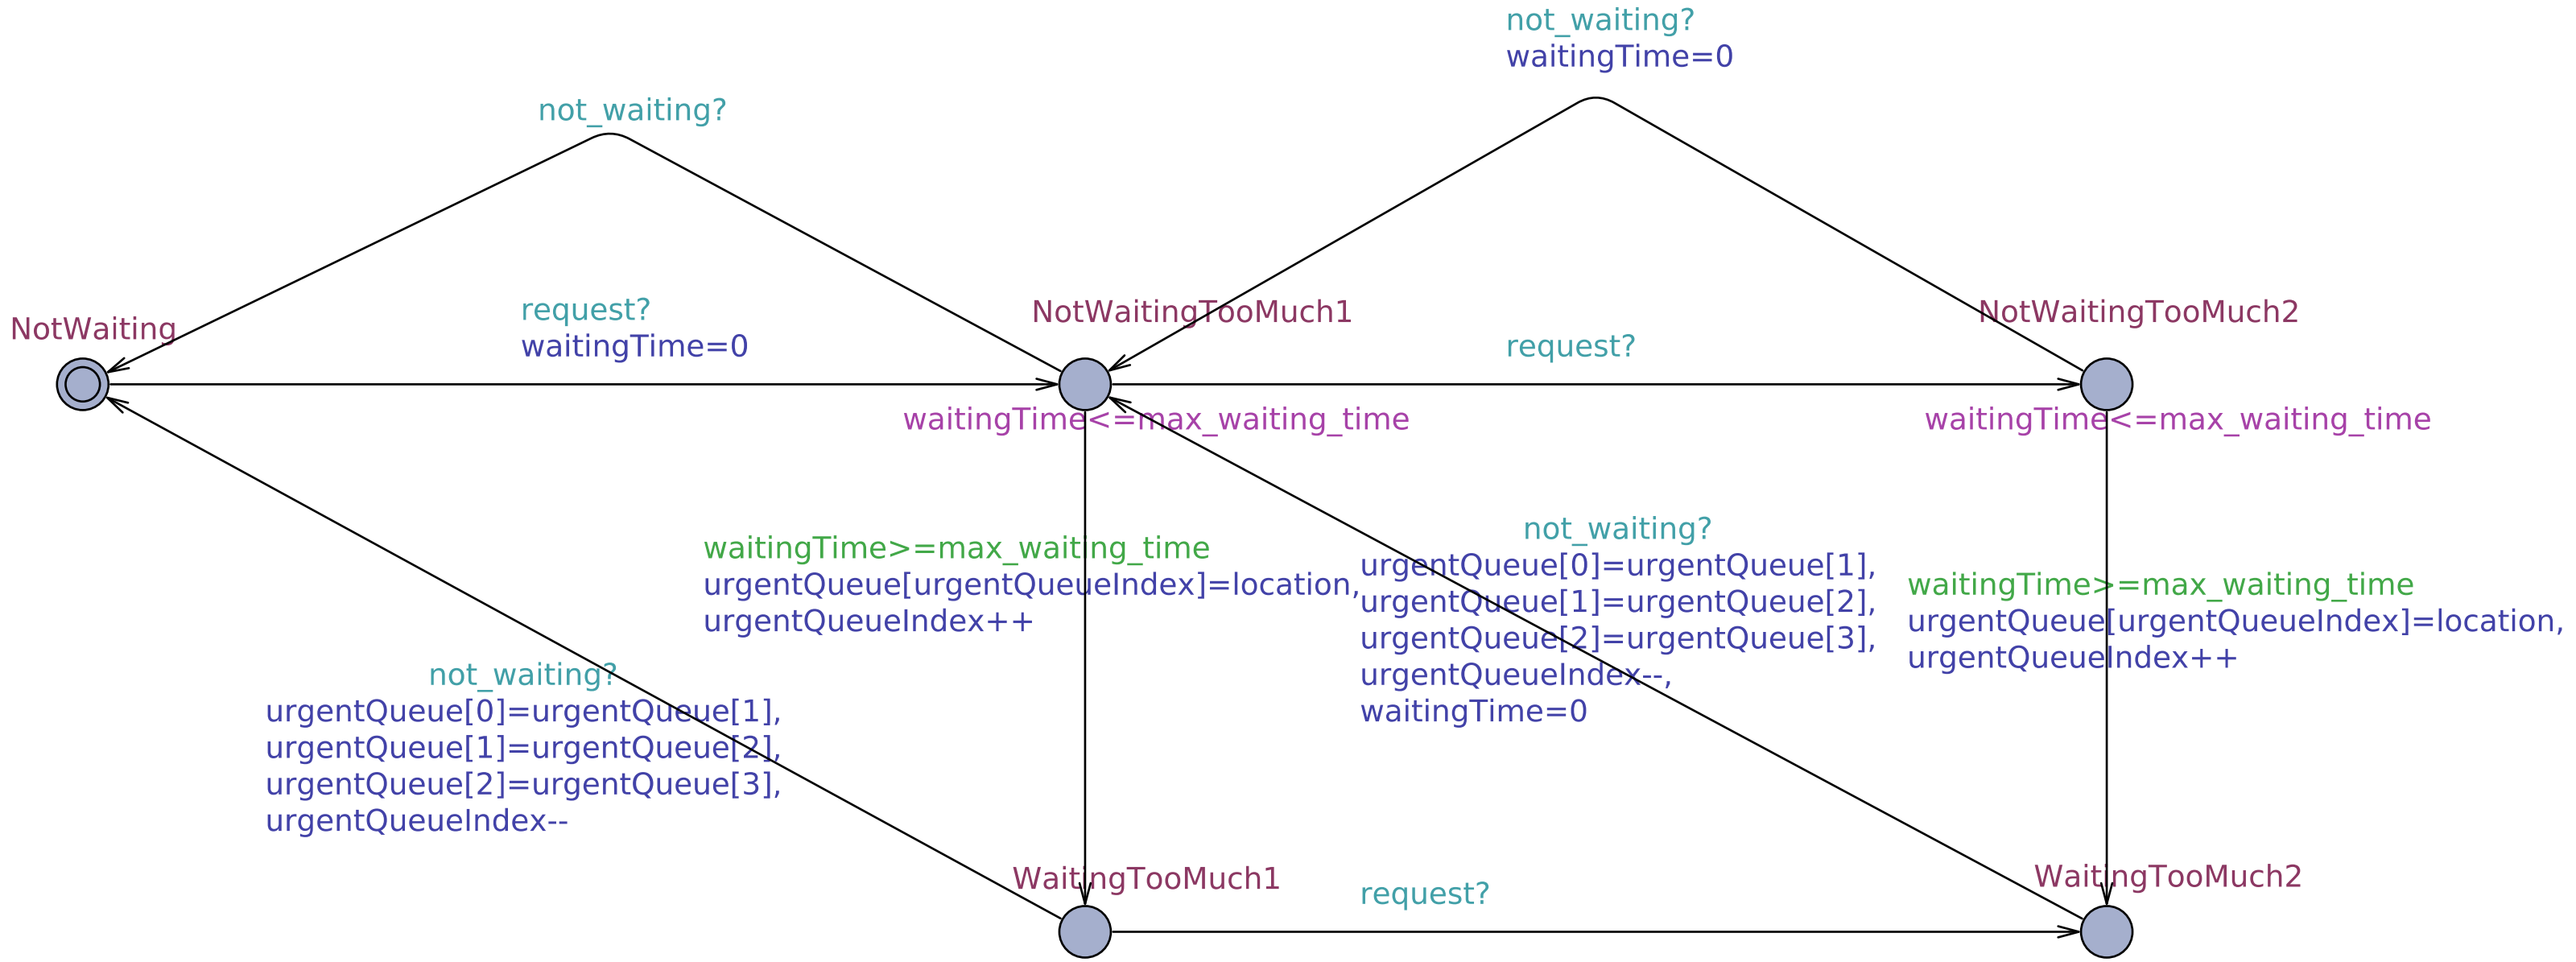 not_waiting?
waitingTime=0
not_waiting?
NotWaiting
request?
waitingTime=0
NotWaitingTooMuch1
waitingTime<=max_waiting_time
request?
NotWaitingTooMuch2
waitingTime<=max_waiting_time
waitingTime>=max_waiting_time
urgentQueue[urgentQueueIndex]=location,
urgentQueueIndex++
not_waiting?
urgentQueue[0]=urgentQueue[1],
urgentQueue[1]=urgentQueue[2],
urgentQueue[2]=urgentQueue[3],
urgentQueueIndex--,
waitingTime=0
waitingTime>=max_waiting_time
urgentQueue[urgentQueueIndex]=location,
urgentQueueIndex++
not_waiting?
urgentQueue[0]=urgentQueue[1],
urgentQueue[1]=urgentQueue[2],
urgentQueue[2]=urgentQueue[3],
urgentQueueIndex--
WaitingTooMuch1
request?
WaitingTooMuch2